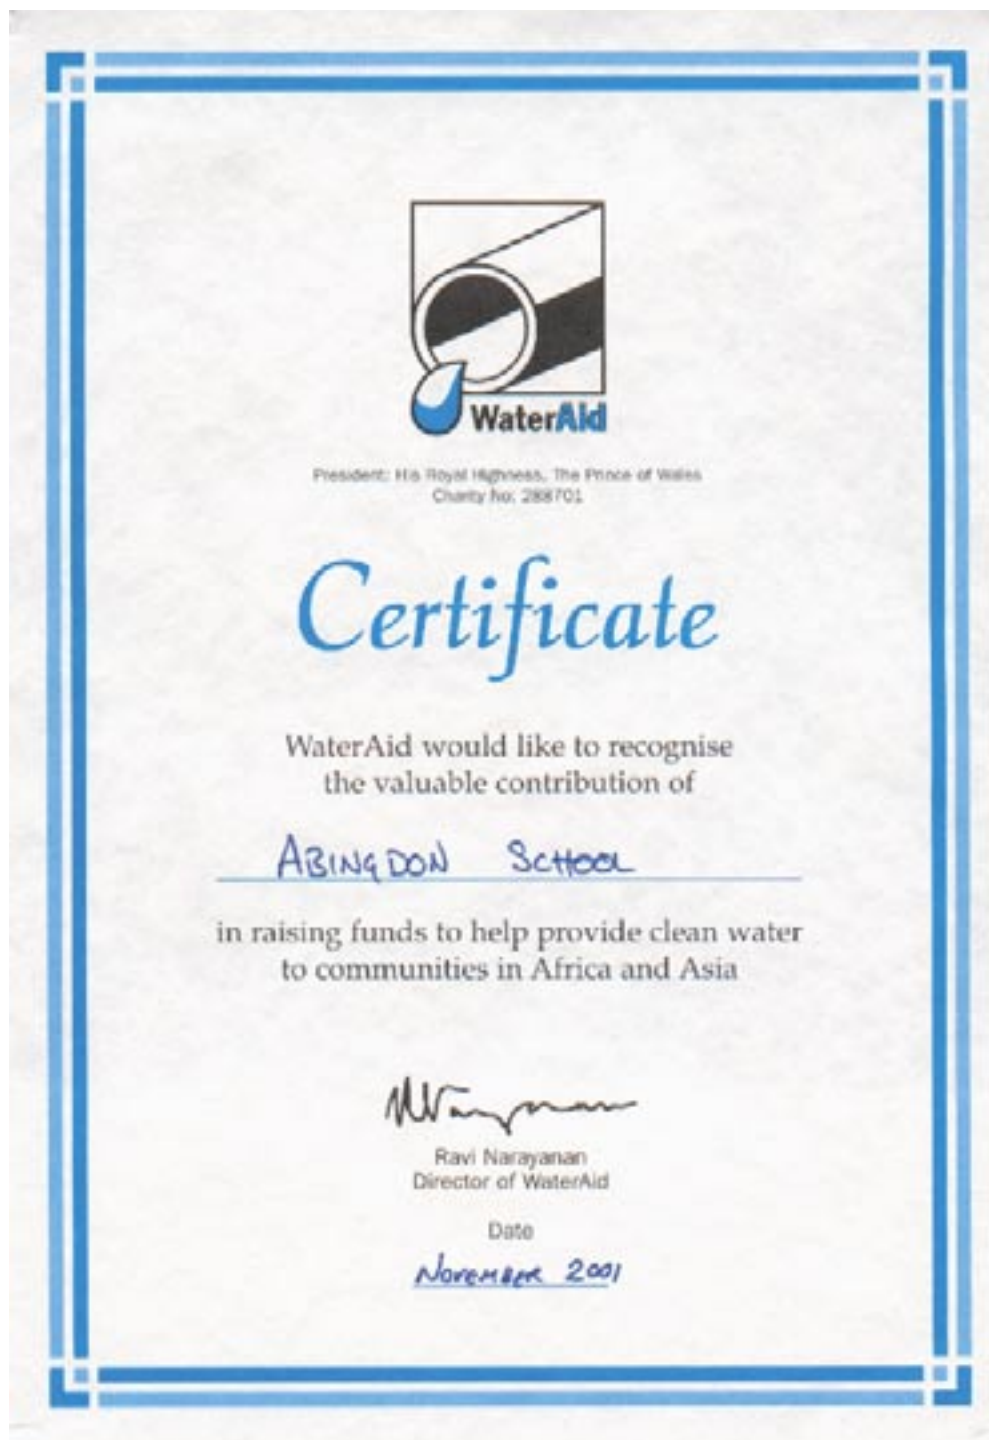 WaterAid
President: His Royal Highness, The Prince of Wales
Charity No: 288701
Certificate
WaterAid would like to recognise
the valuable contribution of
ABINGDON SCHOOL
in raising funds to help provide clean water
to communities in Africa and Asia
Ravi Narayanan
Director of WaterAid
Date
November 2001